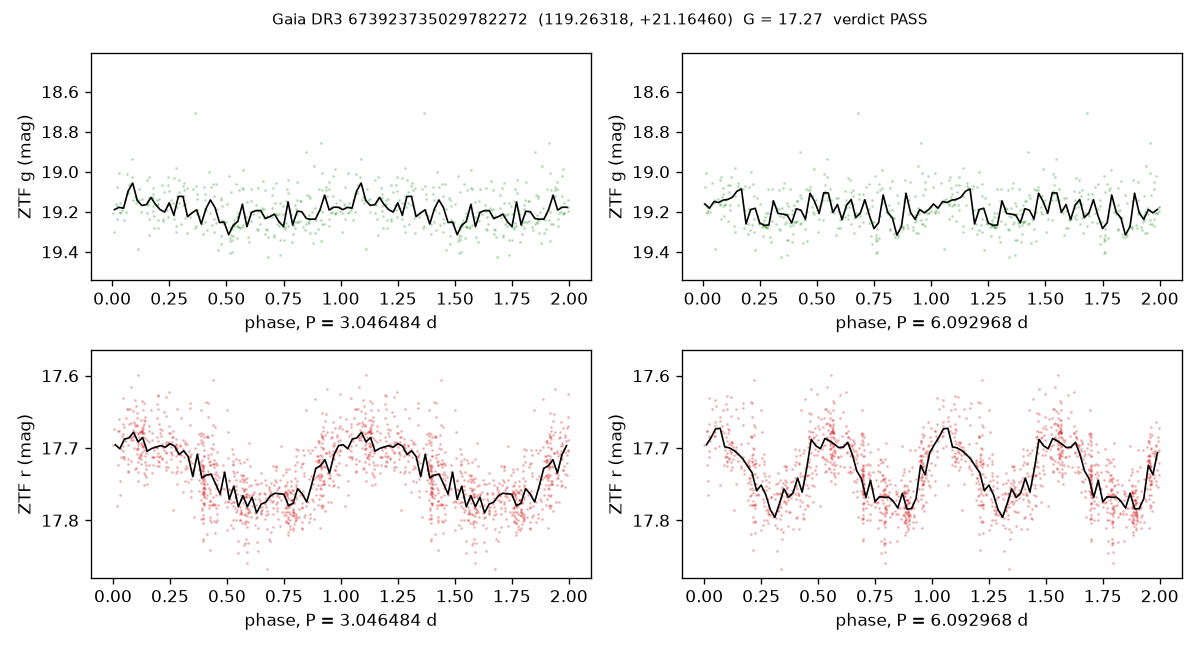 Gaia DR3 673923735029782272 (119.26318, +21.16460) G = 17.27 verdict PASS
ZTF g (mag)
18.6
18.8
19.0
19.2
19.4
0.00 0.25 0.50 0.75 1.00 1.25 1.50 1.75 2.00
phase, P = 3.046484 d
ZTF g (mag)
18.6
18.8
19.0
19.2
19.4
0.00 0.25 0.50 0.75 1.00 1.25 1.50 1.75 2.00
phase, P = 6.092968 d
ZTF r (mag)
17.6
17.7
17.8
0.00 0.25 0.50 0.75 1.00 1.25 1.50 1.75 2.00
phase, P = 3.046484 d
ZTF r (mag)
17.6
17.7
17.8
0.00 0.25 0.50 0.75 1.00 1.25 1.50 1.75 2.00
phase, P = 6.092968 d